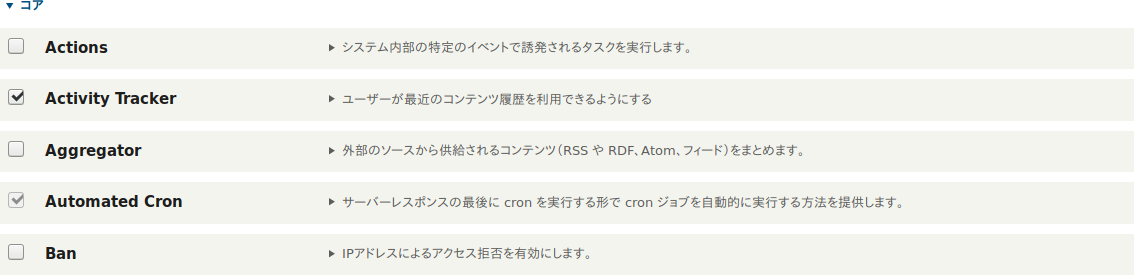 コア
Actions システム内部の特定のイベントで誘発されるタスクを実行します。
Activity Tracker ユーザーが最近のコンテンツ履歴を利用できるようにする
Aggregator 外部のソースから供給されるコンテンツ（RSS や RDF、Atom、フィード）をまとめます。
Automated Cron サーバーレスポンスの最後に cron を実行する形で cron ジョブを自動的に実行する方法を提供します。
Ban IPアドレスによるアクセス拒否を有効にします。